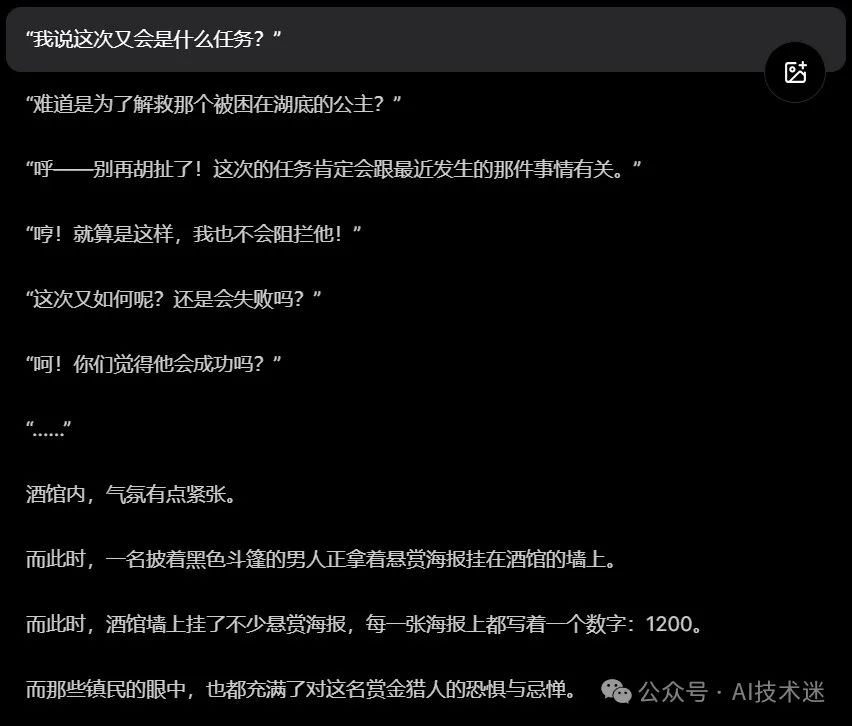 “我说这次又会是什么任务？”
“难道是为了解救那个被困在湖底的公主？”
“呼——别再胡扯了！这次的任务肯定会跟最近发生的那件事情有关。”
“哼！就算是这样，我也不会阻拦他！”
“这次又如何呢？还是会失败吗？”
“呵！你们觉得他会成功吗？”
“……”
酒馆内，气氛有点紧张。
而此时，一名披着黑色斗篷的男人正拿着悬赏海报挂在酒馆的墙上。
而此时，酒馆墙上挂了不少悬赏海报，每一张海报上都写着一个数字：1200。
而那些镇民的眼中，也都充满了对这名赏金猎人的恐惧与忌惮。
公众号 · AI技术迷